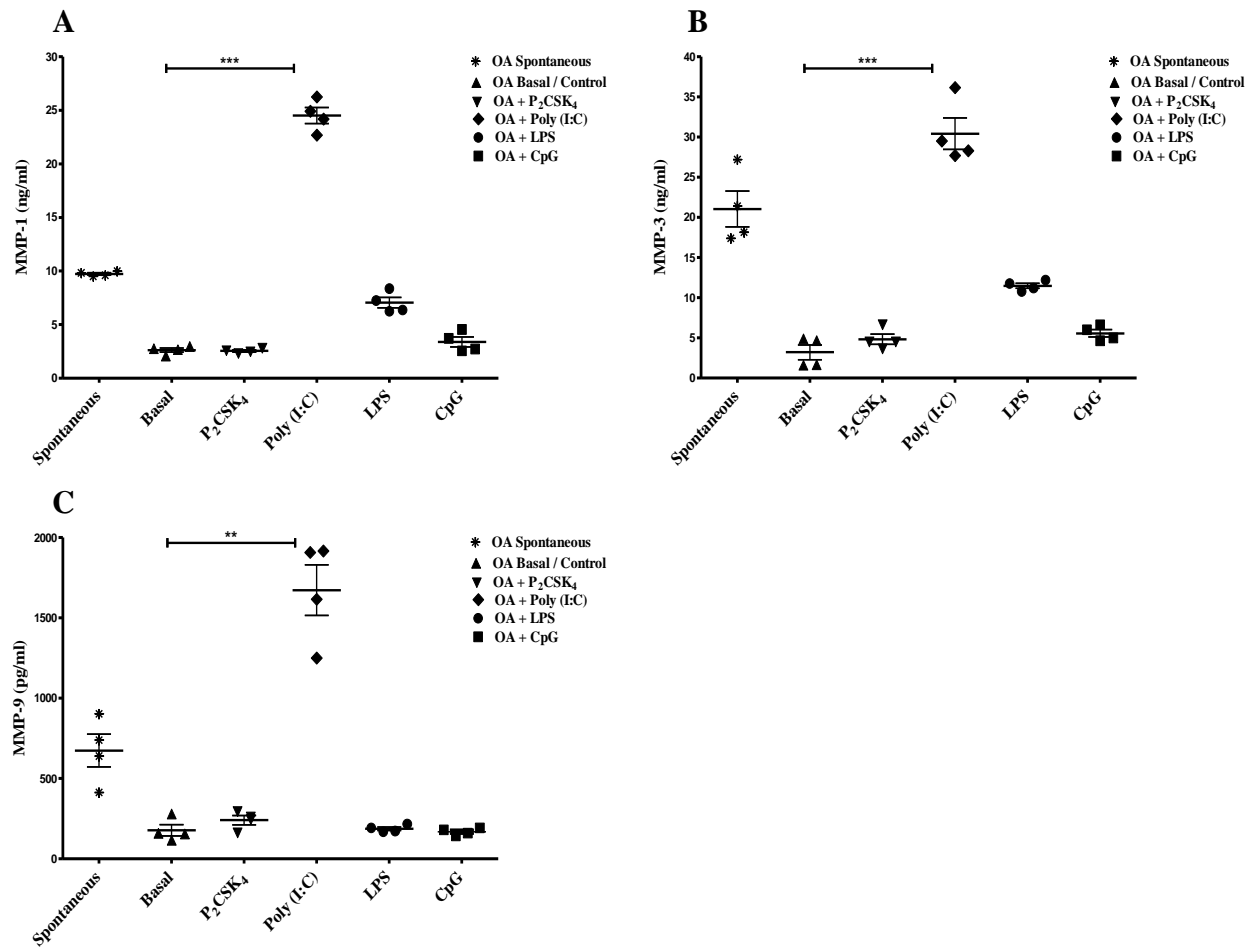 A
***
30
25
20
15
10
5
0
MMP-1 (ng/ml)
Spontaneous
Basal
P2CSK4
Poly (I:C)
LPS
CpG
OA Spontaneous
OA Basal / Control
OA + P2CSK4
OA + Poly (I:C)
OA + LPS
OA + CpG
B
***
40
35
30
25
20
15
10
5
0
MMP-3 (ng/ml)
Spontaneous
Basal
P2CSK4
Poly (I:C)
LPS
CpG
OA Spontaneous
OA Basal / Control
OA + P2CSK4
OA + Poly (I:C)
OA + LPS
OA + CpG
C
**
2000
1500
1000
500
0
MMP-9 (pg/ml)
Spontaneous
Basal
P2CSK4
Poly (I:C)
LPS
CpG
OA Spontaneous
OA Basal / Control
OA + P2CSK4
OA + Poly (I:C)
OA + LPS
OA + CpG